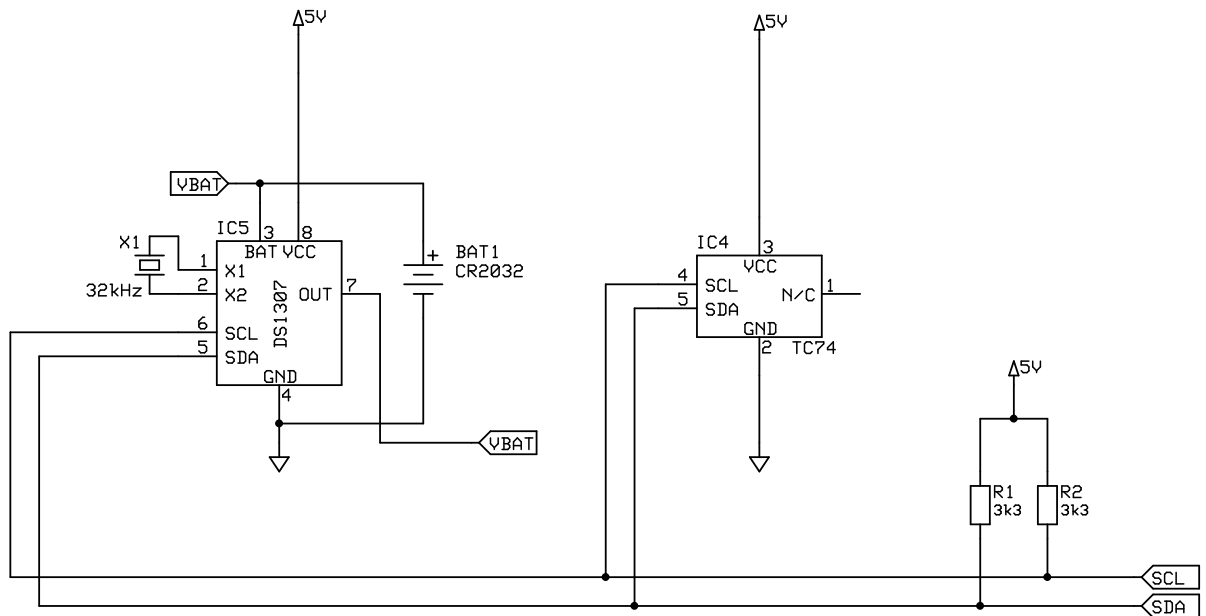 5V
5V
VBAT
IC5
3
8
BAT
VCC
X1
32kHz
1
X1
2
X2
DS1307
OUT
7
6
SCL
5
SDA
GND
4
+
BAT1
CR2032
VBAT
IC4
3
VCC
4
SCL
5
SDA
N/C
1
GND
2
TC74
5V
R1
3k3
R2
3k3
SCL
SDA